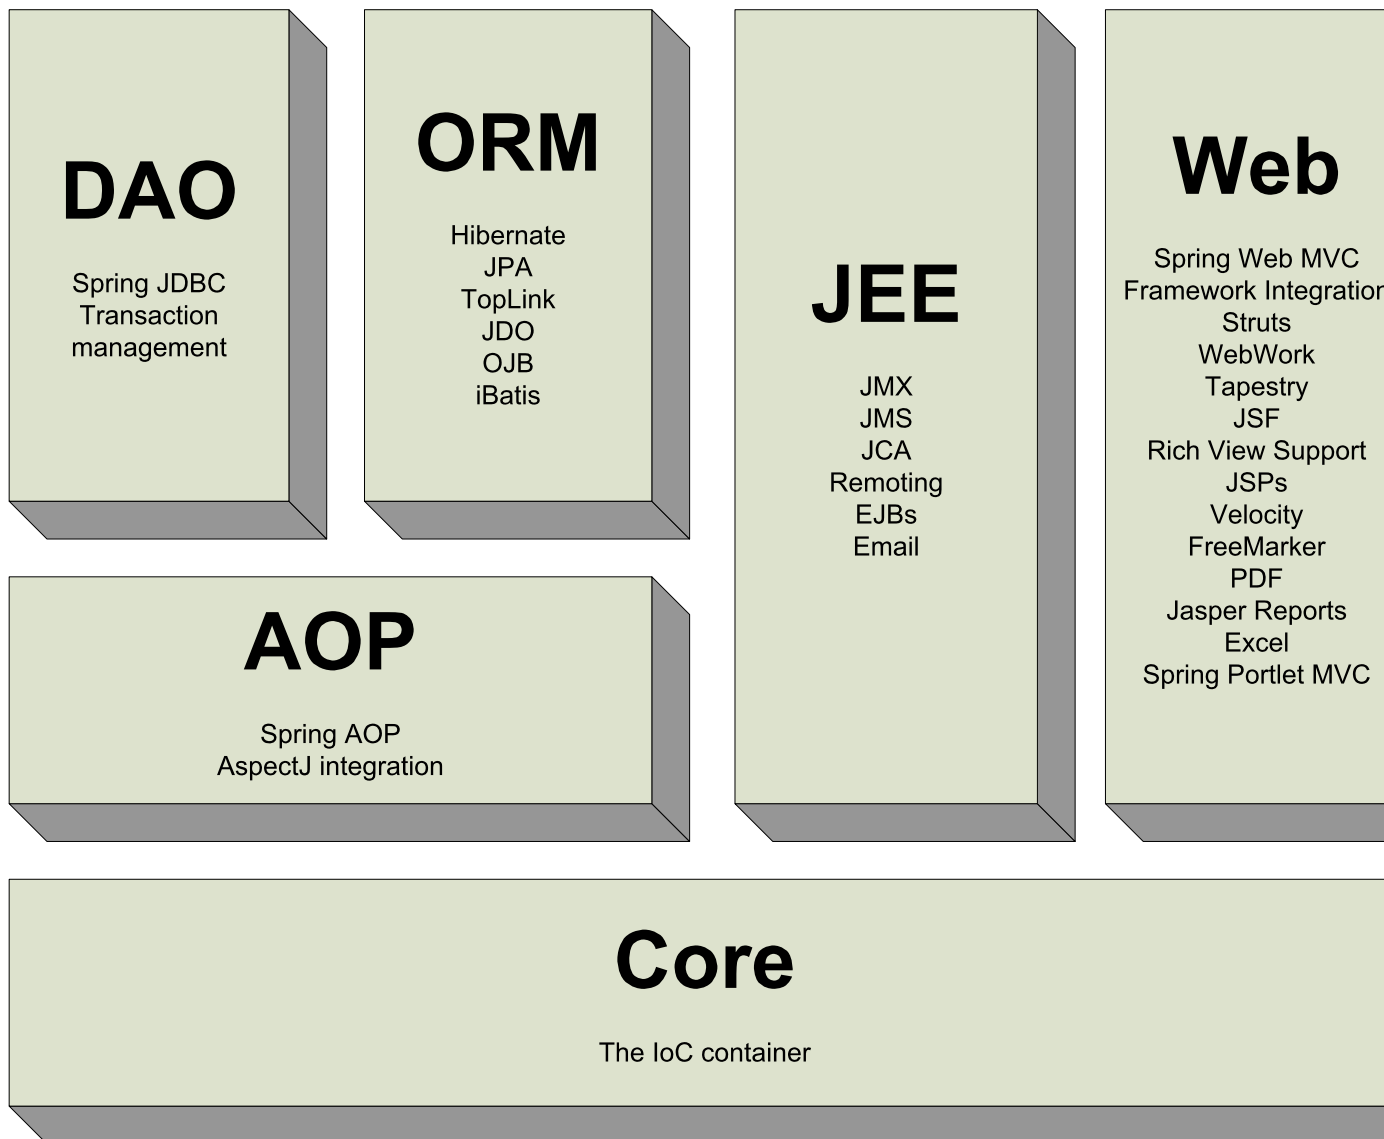 DAO
Spring JDBC
Transaction
management
ORM
Hibernate
JPA
TopLink
JDO
OJB
iBatis
JEE
JMX
JMS
JCA
Remoting
EJBs
Email
Web
Spring Web MVC
Framework Integration
Struts
WebWork
Tapestry
JSF
Rich View Support
JSPs
Velocity
FreeMarker
PDF
Jasper Reports
Excel
Spring Portlet MVC
AOP
Spring AOP
AspectJ integration
Core
The IoC container